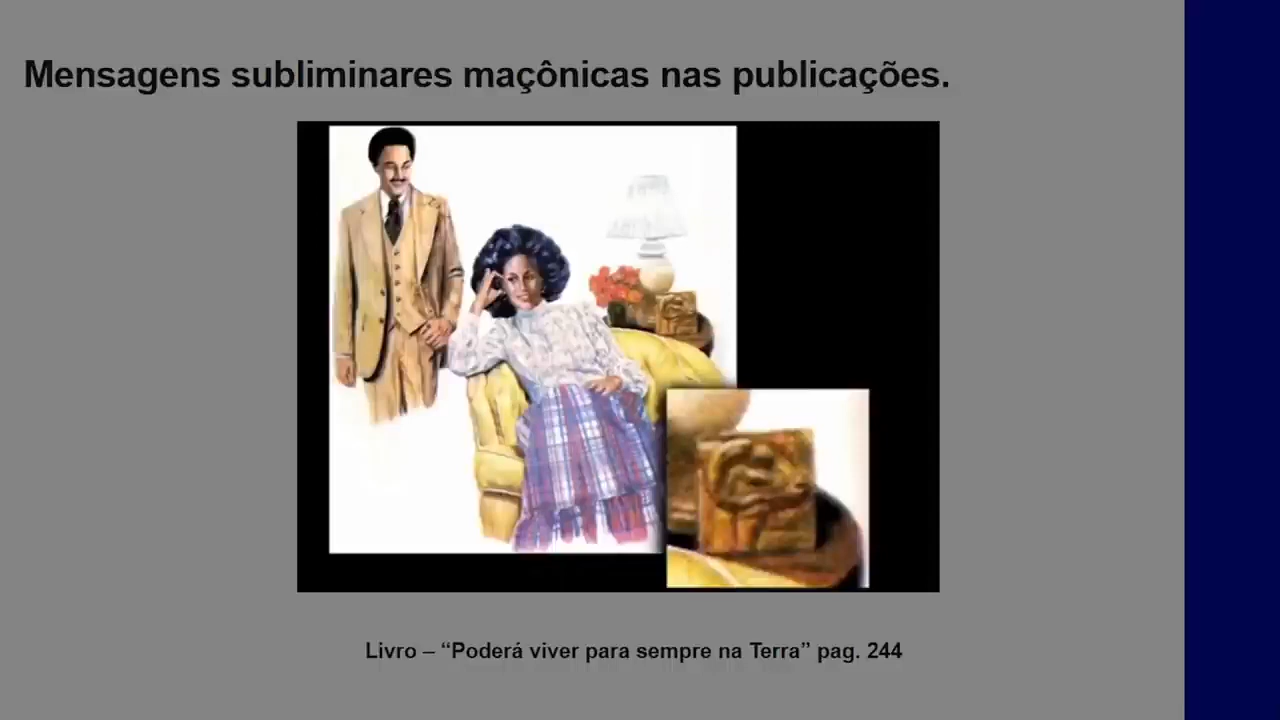 Mensagens subliminares maçônicas nas publicações.
Livro – “Poderá viver para sempre na Terra” pag. 244